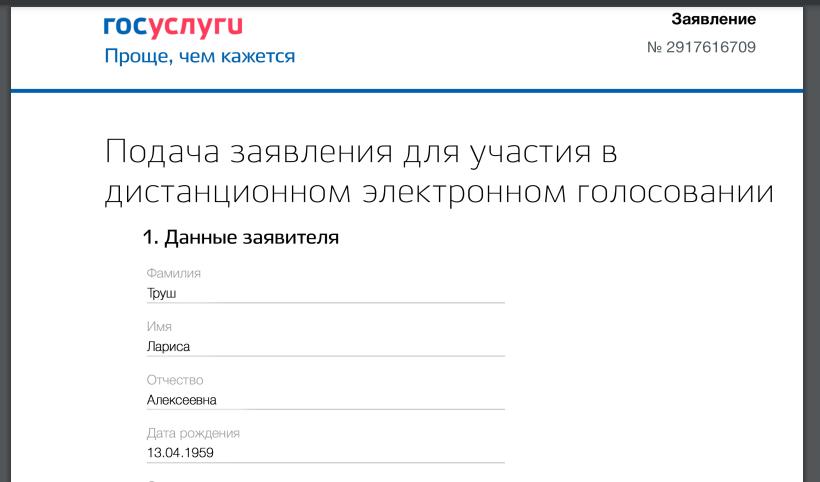 госуслуги
Проще, чем кажется
Заявление
№ 2917616709
Подача заявления для участия в
дистанционном электронном голосовании
1. Данные заявителя
Фамилия
Труш
Имя
Лариса
Отчество
Алексеевна
Дата рождения
13.04.1959